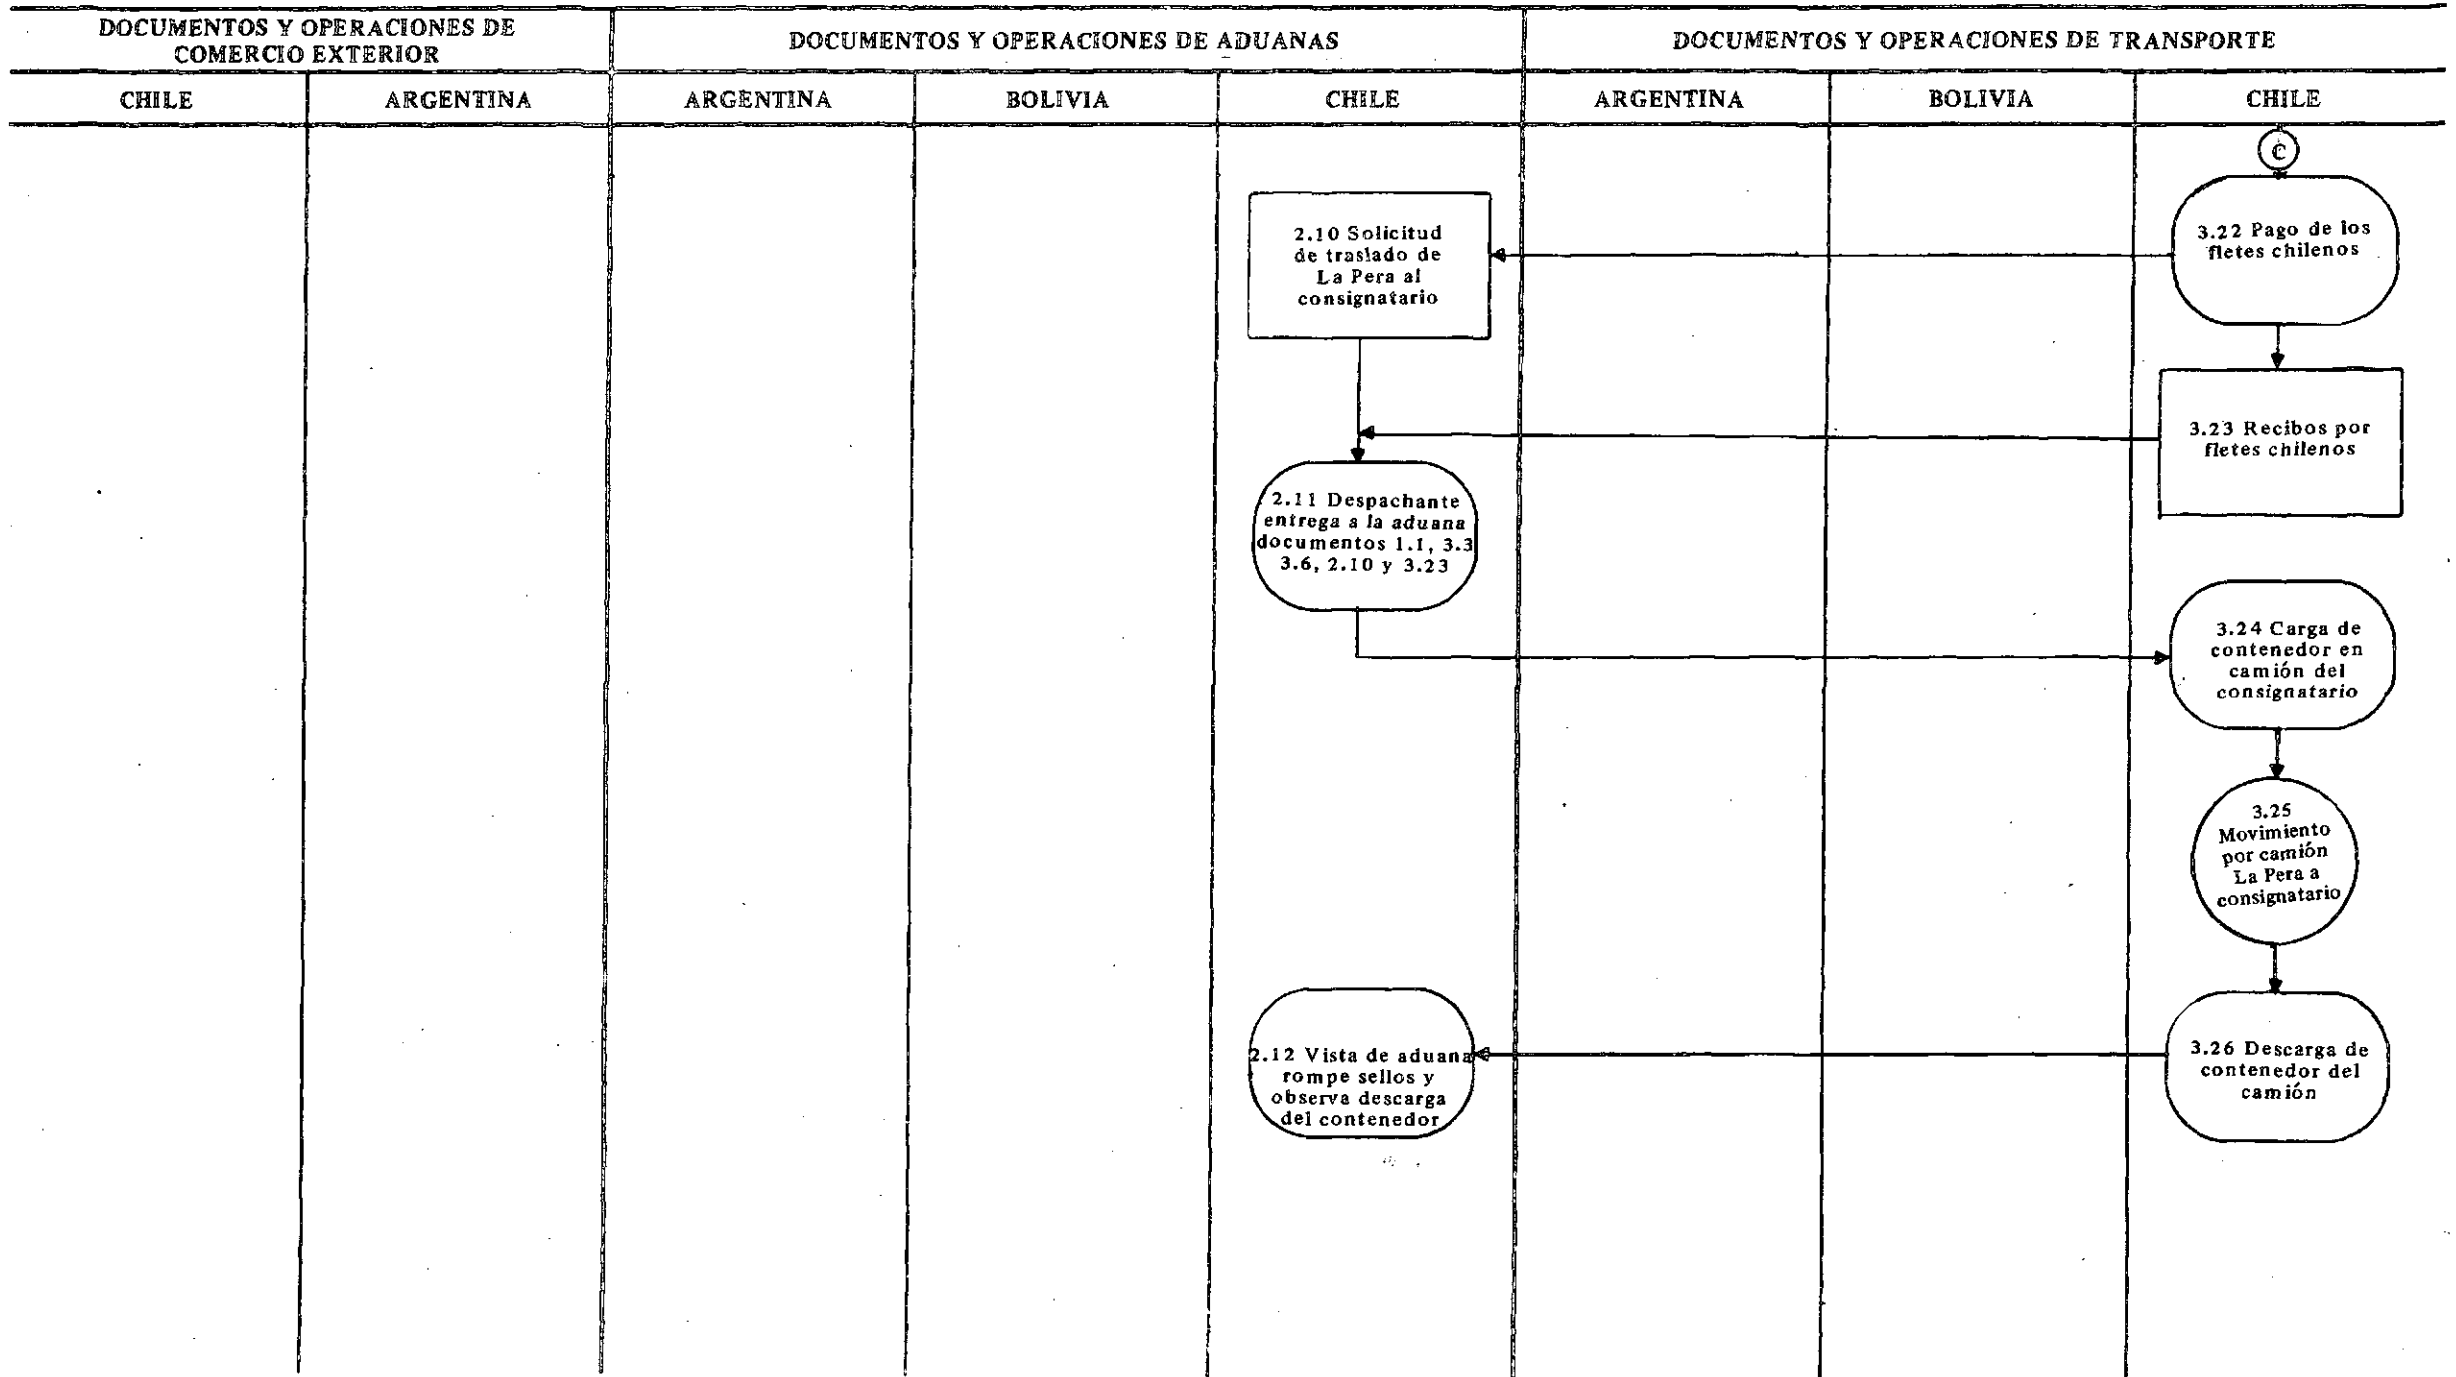 DOCUMENTOS Y OPERACIONES DE
COMERCIO EXTERIOR
DOCUMENTOS Y OPERACIONES DE ADUANAS
DOCUMENTOS Y OPERACIONES DE TRANSPORTE
CHILE
ARGENTINA
ARGENTINA
BOLIVIA
CHILE
ARGENTINA
BOLIVIA
CHILE
C
3.22 Pago de los
fletes chilenos
2.10 Solicitud
de traslado de
La Pera al
consignatario
3.23 Recibos por
fletes chilenos
2.11 Despachante
entrega a la aduana
documentos 1.1, 3.3
3.6, 2.10 y 3.23
3.24 Carga de
contenedor en
camión del
consignatario
3.25
Movimiento
por camión
La Pera a
consignatario
3.26 Descarga de
contenedor del
camión
2.12 Vista de aduana
rompe sellos y
observa descarga
del contenedor